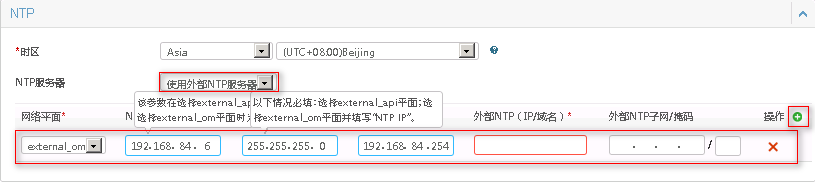 NTP
*时区 Asia (UTC+08:00)Beijing
NTP服务器 使用外部NTP服务器
该参数在选择external_ap
选择external_om平面时
以下情况必填:选择external_api平面;选
择external_om平面并填写“NTP IP”。
网络平面* N 外部NTP(IP/域名)* 外部NTP子网/掩码 操作
external_om 192.168. 84. 6 255.255.255. 0 192.168. 84.254 . . . /